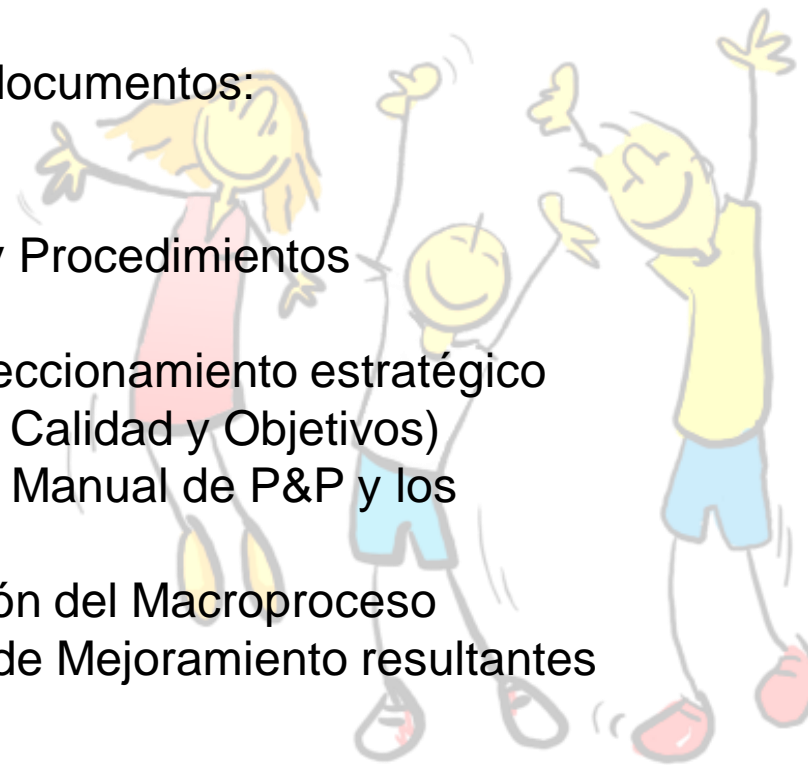 documentos:
y Procedimientos
eccionamiento estratégico
Calidad y Objetivos)
Manual de P&P y los
ón del Macroproceso
de Mejoramiento resultantes